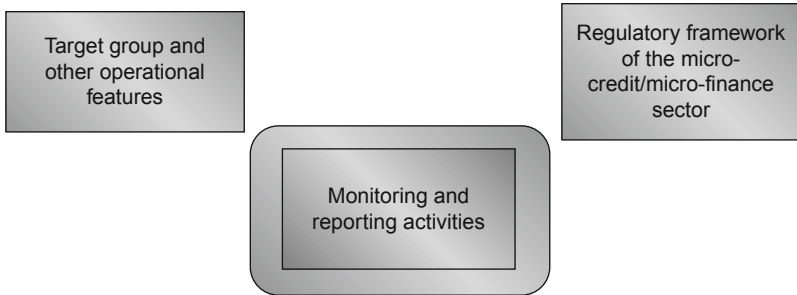 Target group and
other operational
features
Regulatory framework
of the micro-
credit/micro-finance
sector
Monitoring and
reporting activities